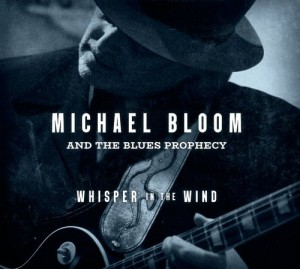 MICHAEL BLOOM
AND THE BLUES PROPHECY
WHISPER IN THE WIND